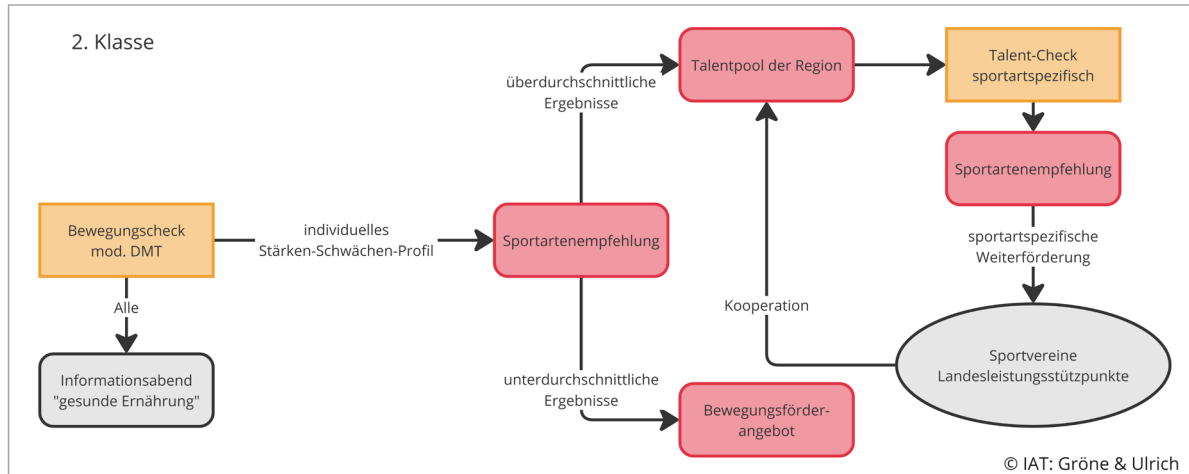 2. Klasse
Bewegungscheck
mod. DMT
Alle
Informationsabend
"gesunde Ernährung"
individuelles
Stärken-Schwächen-Profil
Sportartenempfehlung
überdurchschnittliche
Ergebnisse
unterdurchschnittliche
Ergebnisse
Bewegungsförder-
angebot
Talentpool der Region
Kooperation
Talent-Check
sportartspezifisch
Sportartenempfehlung
sportartspezifische
Weiterförderung
Sportvereine
Landesleistungsstützpunkte
© IAT: Gröne & Ulrich